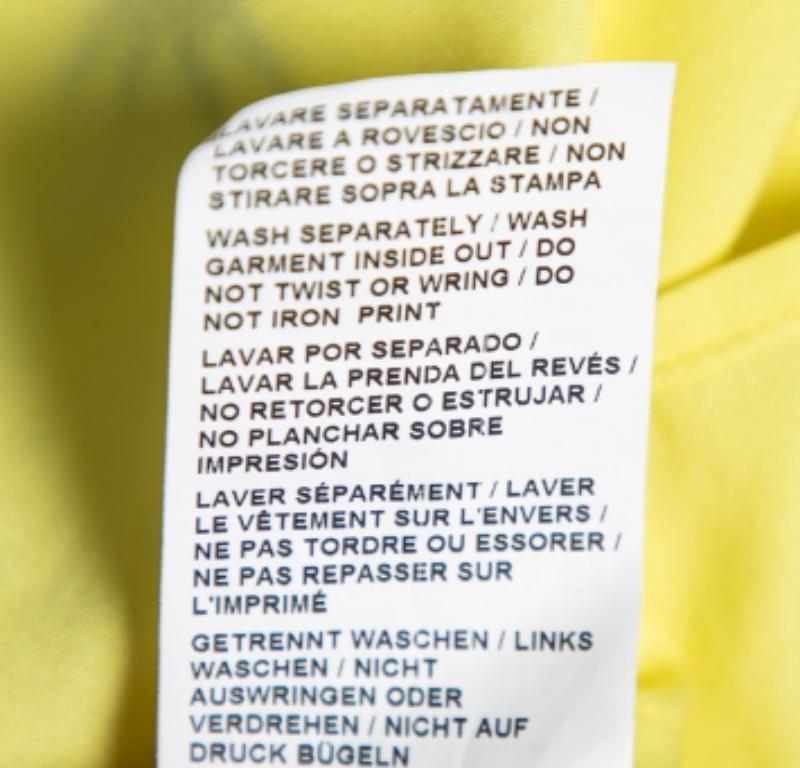 LAVARE SEPARATAMENTE /
LAVARE A ROVESCIO / NON
TORCERE O STRIZZARE / NON
STIRARE SOPRA LA STAMPA
WASH SEPARATELY / WASH
GARMENT INSIDE OUT / DO
NOT TWIST OR WRING / DO
NOT IRON PRINT
LAVAR POR SEPARADO /
LAVAR LA PRENDA DEL REVÉS /
NO RETORCER O ESTRUJAR /
NO PLANCHAR SOBRE
IMPRESIÓN
LAVER SÉPARÉMENT / LAVER
LE VÊTEMENT SUR L'ENVERS /
NE PAS TORDRE OU ESSORER /
NE PAS REPASSER SUR
L'IMPRIMÉ
GETRENNT WASCHEN / LINKS
WASCHEN / NICHT
AUSWRINGEN ODER
VERDREHEN / NICHT AUF
DRUCK BÜGELN